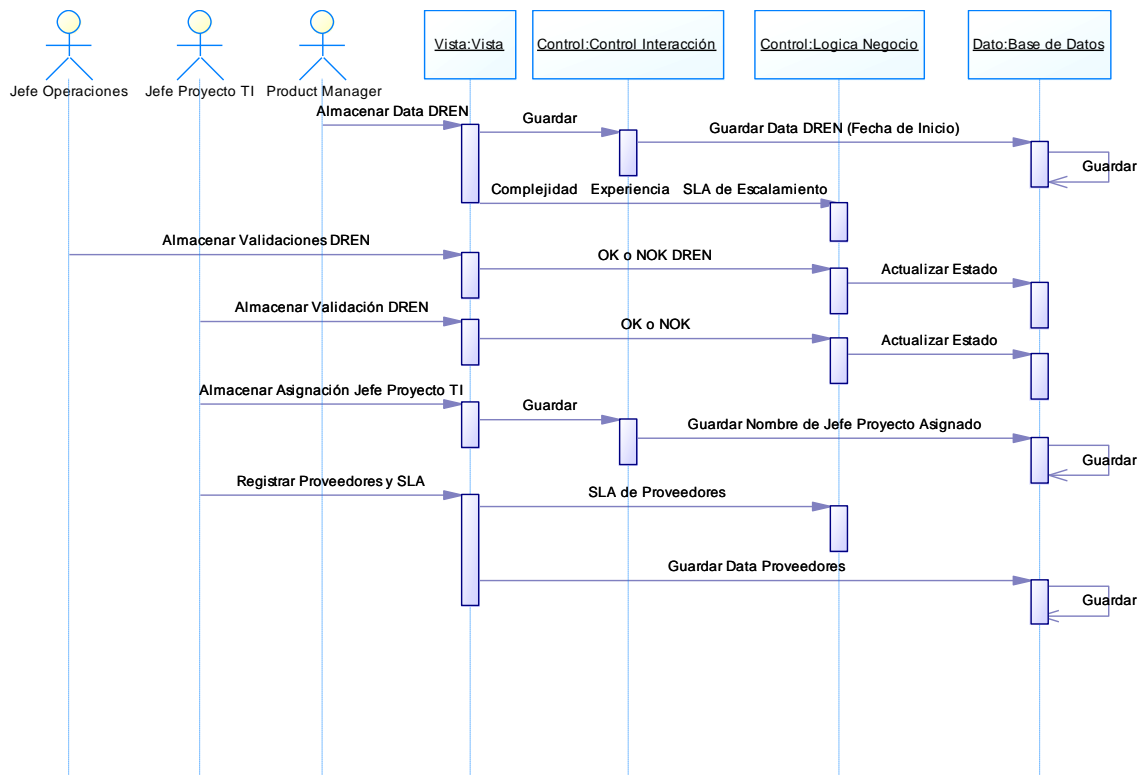 Vista:Vista
Control:Control Interacción
Control:Logica Negocio
Dato:Base de Datos
Jefe Operaciones
Jefe Proyecto TI
Product Manager
Almacenar Data DREN
Guardar
Guardar Data DREN (Fecha de Inicio)
Guardar
Complejidad Experiencia SLA de Escalamiento
Almacenar Validaciones DREN
OK o NOK DREN
Actualizar Estado
Almacenar Validación DREN
OK o NOK
Actualizar Estado
Almacenar Asignación Jefe Proyecto TI
Guardar
Guardar Nombre de Jefe Proyecto Asignado
Guardar
Registrar Proveedores y SLA
SLA de Proveedores
Guardar Data Proveedores
Guardar